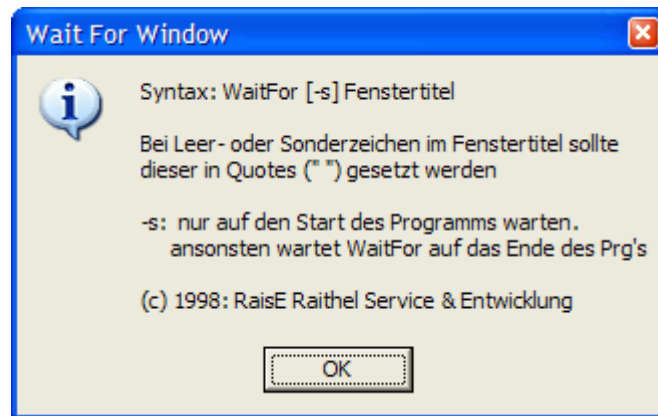 Wait For Window
Syntax: WaitFor [-s] Fenstertitel
Bei Leer- oder Sonderzeichen im Fenstertitel sollte
dieser in Quotes (" ") gesetzt werden
-s: nur auf den Start des Programms warten.
ansonsten wartet WaitFor auf das Ende des Prg's
(c) 1998: RaisE Raithel Service & Entwicklung
OK